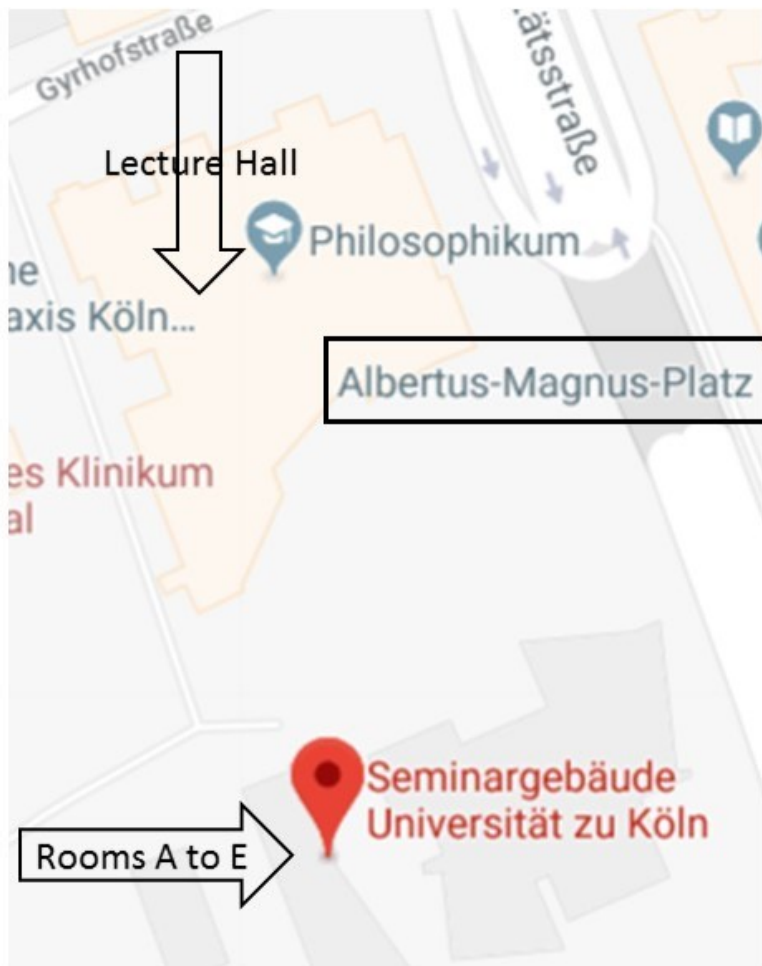 Gyrhofstraße
ätsstraße
Lecture Hall
Philosophikum
ne
axis Köln...
Albertus-Magnus-Platz
es Klinikum
al
Seminargebäude
Universität zu Köln
Rooms A to E